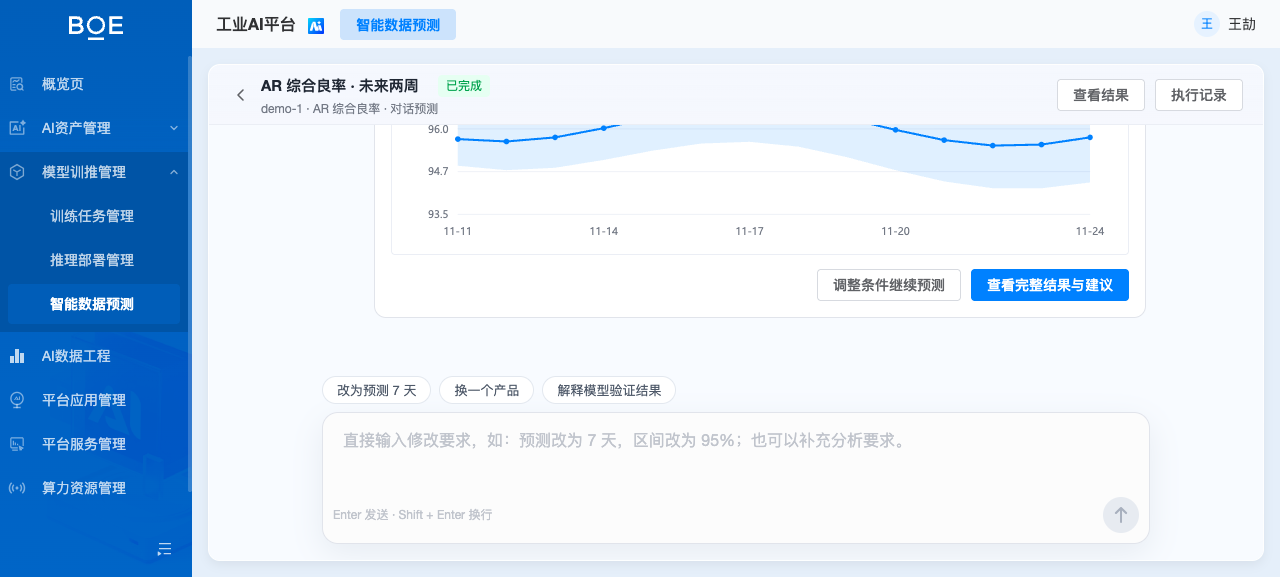 BOE
工业AI平台
智能数据预测
王
王劼
概览页
AI资产管理
模型训推管理
训练任务管理
推理部署管理
智能数据预测
AI数据工程
平台应用管理
平台服务管理
算力资源管理
AR 综合良率 · 未来两周
已完成
demo-1 · AR 综合良率 · 对话预测
查看结果
执行记录
96.0
94.7
93.5
11-11
11-14
11-17
11-20
11-24
调整条件继续预测
查看完整结果与建议
改为预测 7 天
换一个产品
解释模型验证结果
直接输入修改要求，如：预测改为 7 天，区间改为 95%；也可以补充分析要求。
Enter 发送 · Shift + Enter 换行